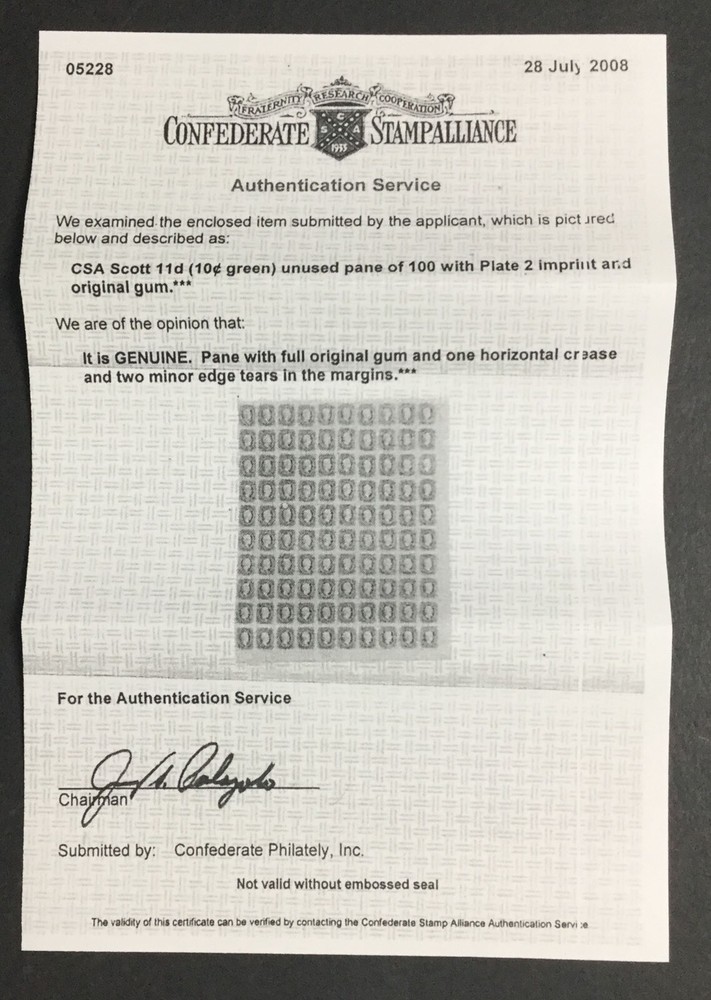 05228
28 July 2008
FRATERNITY RESEARCH COOPERATION
CONFEDERATE STAMP ALLIANCE
C
S A
1935
Authentication Service
We examined the enclosed item submitted by the applicant, which is pictured
below and described as:
CSA Scott 11d (10¢ green) unused pane of 100 with Plate 2 imprint and
original gum.***
We are of the opinion that:
It is GENUINE. Pane with full original gum and one horizontal crease
and two minor edge tears in the margins.***
For the Authentication Service
Chairman
Submitted by: Confederate Philately, Inc.
Not valid without embossed seal
The validity of this certificate can be verified by contacting the Confederate Stamp Alliance Authentication Service